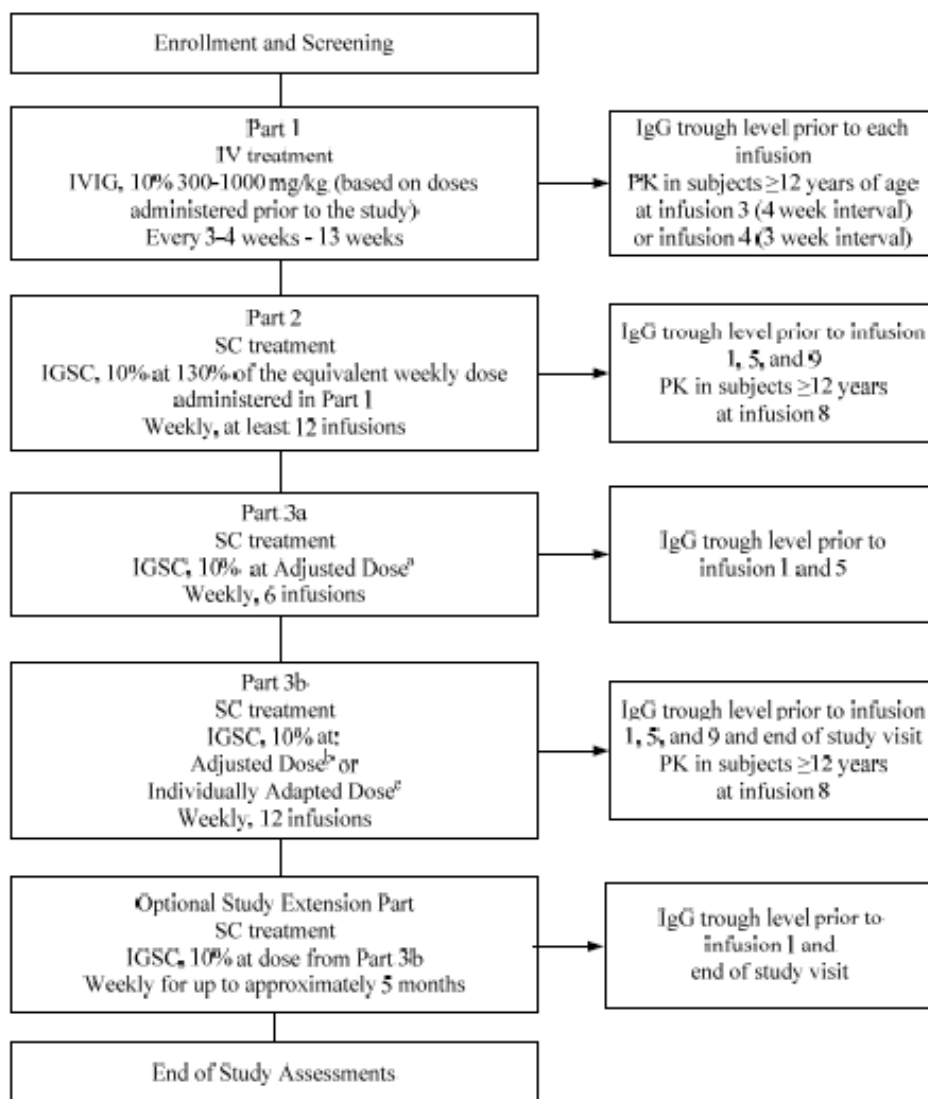 Enrollment and Screening
Part 1
IV treatment
IVIG, 10% 300-1000 mg/kg (based on doses
administered prior to the study)
Every 3-4 weeks - 13 weeks
IgG trough level prior to each
infusion
PK in subjects ≥12 years of age
at infusion 3 (4 week interval)
or infusion 4 (3 week interval)
Part 2
SC treatment
IGSC, 10% at 130% of the equivalent weekly dose
administered in Part 1
Weekly, at least 12 infusions
IgG trough level prior to infusion
1, 5, and 9
PK in subjects ≥12 years
at infusion 8
Part 3a
SC treatment
IGSC, 10% at Adjusted Doseᵃ
Weekly, 6 infusions
IgG trough level prior to
infusion 1 and 5
Part 3b
SC treatment
IGSC, 10% at:
Adjusted Doseᵇ or
Individually Adapted Doseᶜ
Weekly, 12 infusions
IgG trough level prior to infusion
1, 5, and 9 and end of study visit
PK in subjects ≥12 years
at infusion 8
Optional Study Extension Part
SC treatment
IGSC, 10% at dose from Part 3b
Weekly for up to approximately 5 months
IgG trough level prior to
infusion 1 and
end of study visit
End of Study Assessments